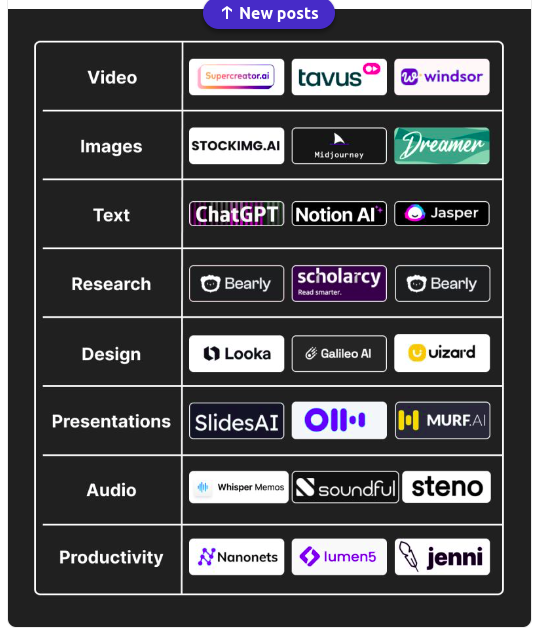 ↑ New posts
Video Supercreator.ai tavus windsor
Images STOCKIMG.AI Midjourney Dreamer
Text ChatGPT Notion AI Jasper
Research Bearly scholarcy Bearly
Read smarter.
Design Looka Galileo AI uizard
Presentations SlidesAI MURF.AI
Audio Whisper Memos soundful steno
Productivity Nanonets lumen5 jenni